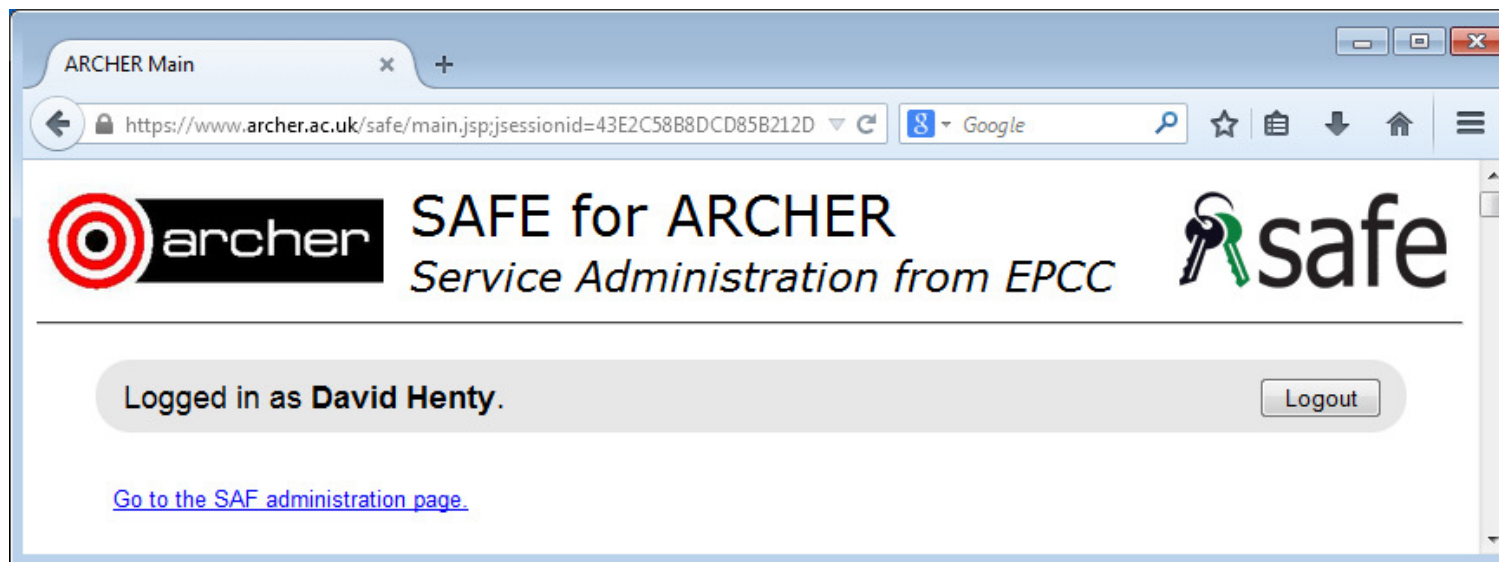 ARCHER Main
https://www.archer.ac.uk/safe/main.jsp;jsessionid=43E2C58B8DCD85B212D
8 Google
archer
SAFE for ARCHER
Service Administration from EPCC
safe
Logged in as David Henty.
Logout
Go to the SAF administration page.